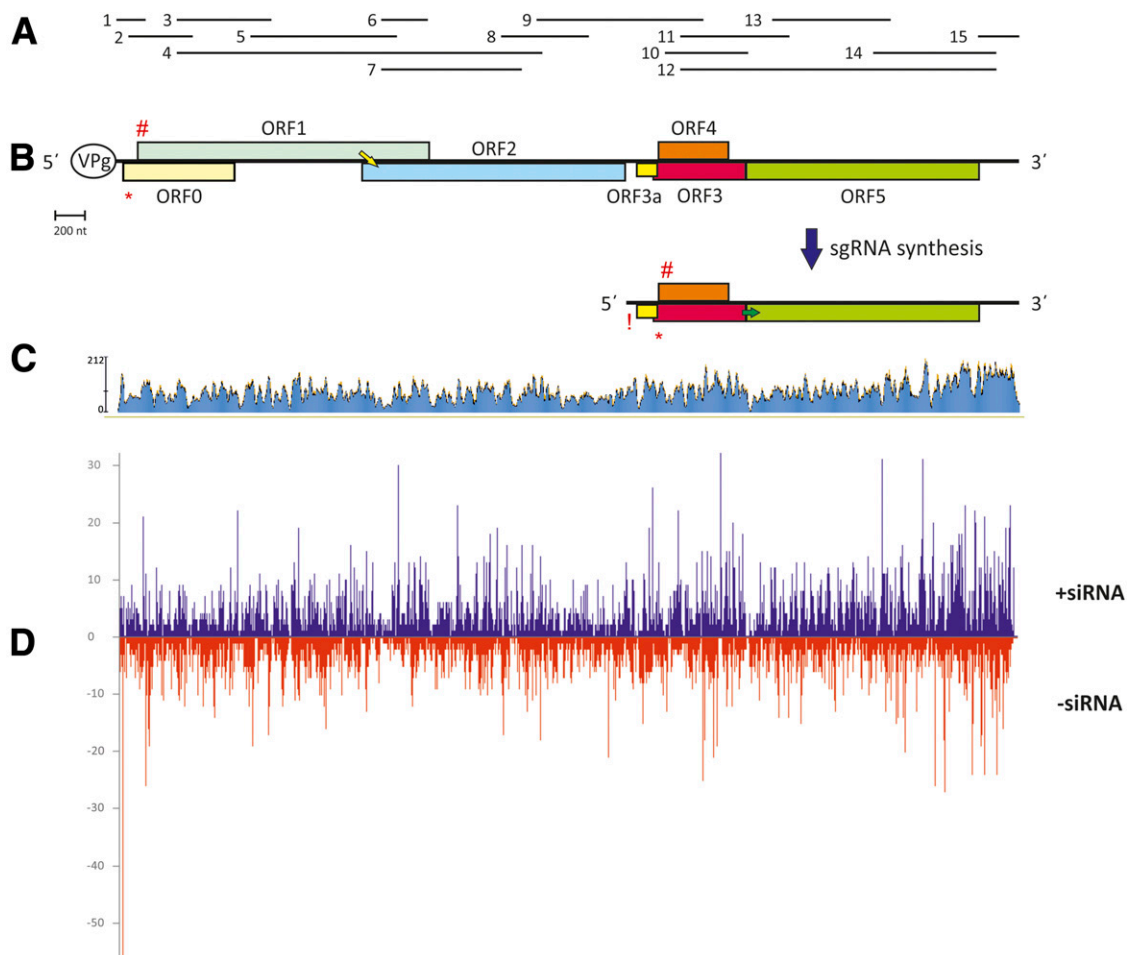 A
1 3 6 9 13
2 5 8 11 15
4 10 14
7 12
B
# ORF1 ORF4
5´ VPg ORF2 3´
* ORF0 ORF3a ORF3 ORF5
200 nt
sgRNA synthesis
#
5´ 3´
! *
C
212
0
D
30
20
10
0
-10
-20
-30
-40
-50
+siRNA
-siRNA